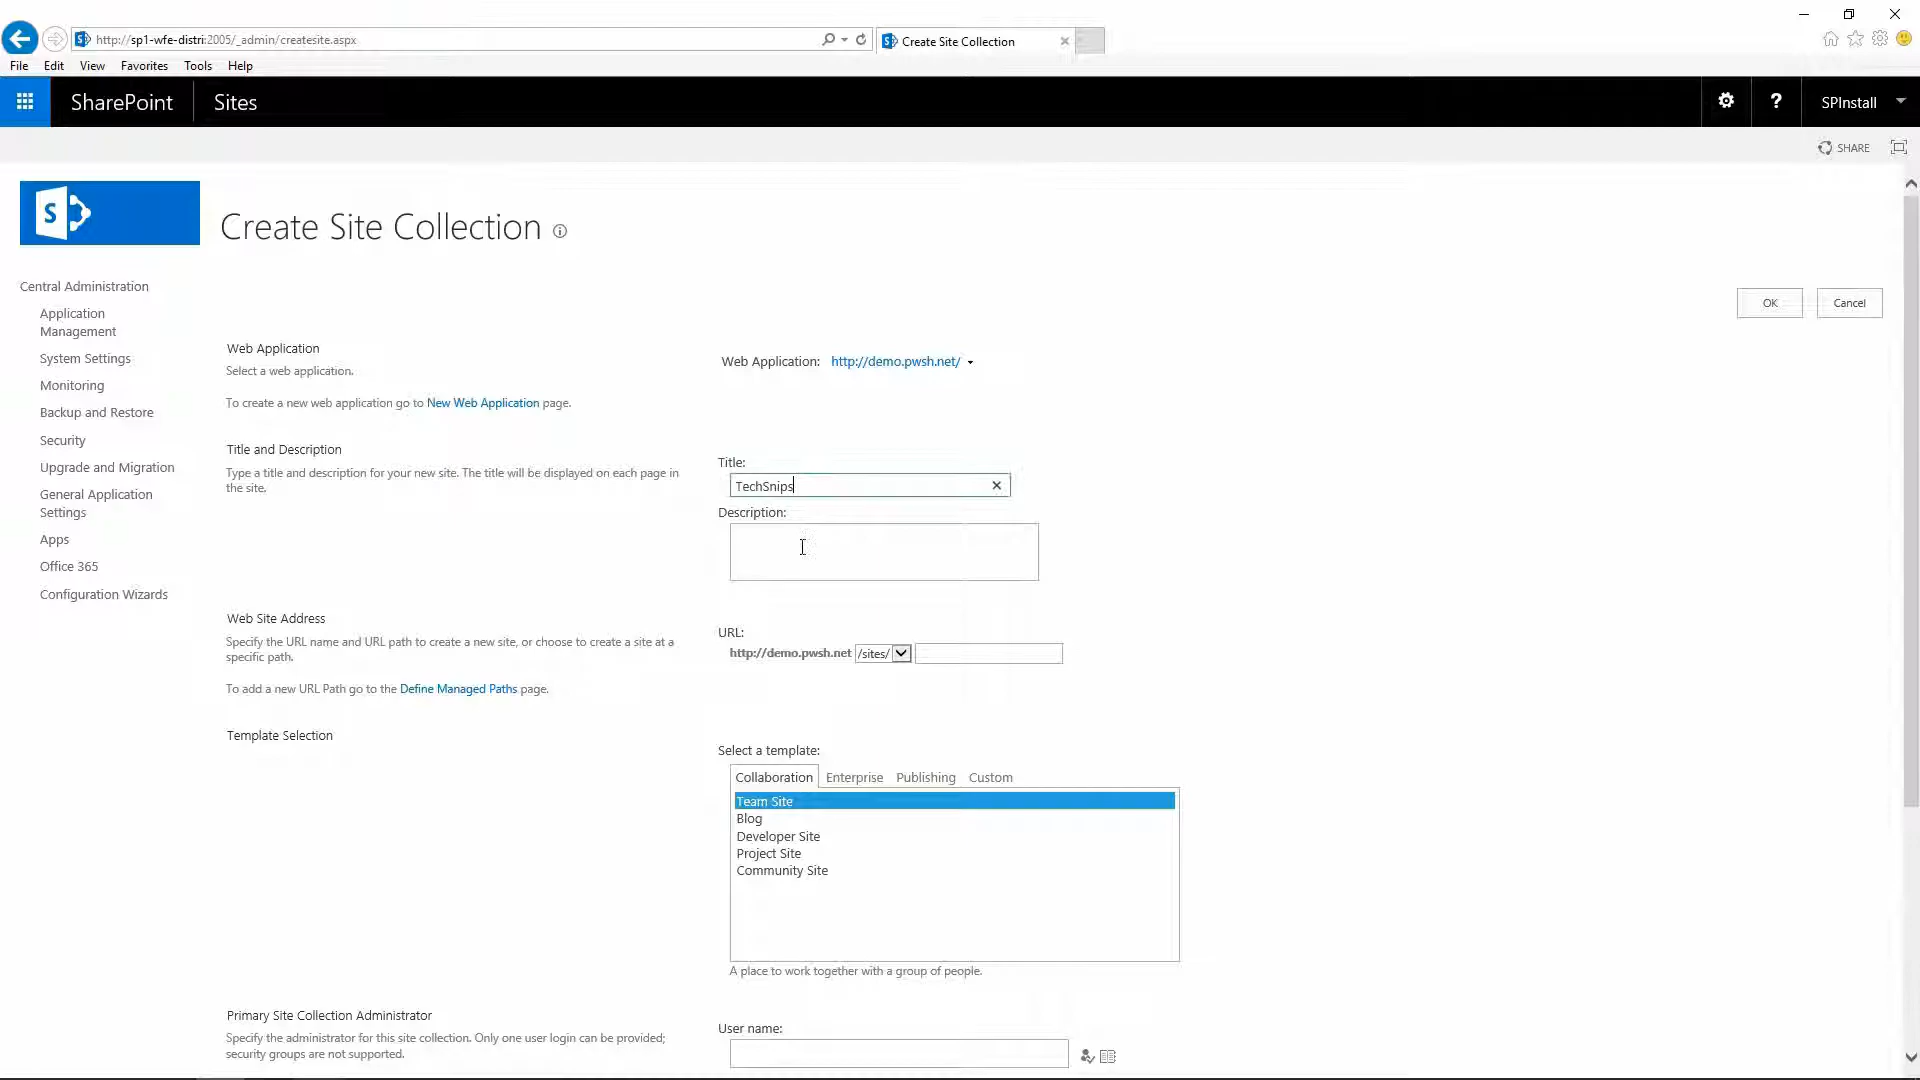 http://sp1-wfe-distri:2005/_admin/createsite.aspx
Create Site Collection
File Edit View Favorites Tools Help
SharePoint Sites
? SPInstall
SHARE
S
Create Site Collection
Central Administration
Application
Management
System Settings
Monitoring
Backup and Restore
Security
Upgrade and Migration
General Application
Settings
Apps
Office 365
Configuration Wizards
OK Cancel
Web Application
Select a web application.
To create a new web application go to New Web Application page.
Web Application: http://demo.pwsh.net/
Title and Description
Type a title and description for your new site. The title will be displayed on each page in
the site.
Title:
TechSnips
Description:
Web Site Address
Specify the URL name and URL path to create a new site, or choose to create a site at a
specific path.
To add a new URL Path go to the Define Managed Paths page.
URL:
http://demo.pwsh.net /sites/
Template Selection
Select a template:
Collaboration Enterprise Publishing Custom
Team Site
Blog
Developer Site
Project Site
Community Site
A place to work together with a group of people.
Primary Site Collection Administrator
Specify the administrator for this site collection. Only one user login can be provided;
security groups are not supported.
User name: